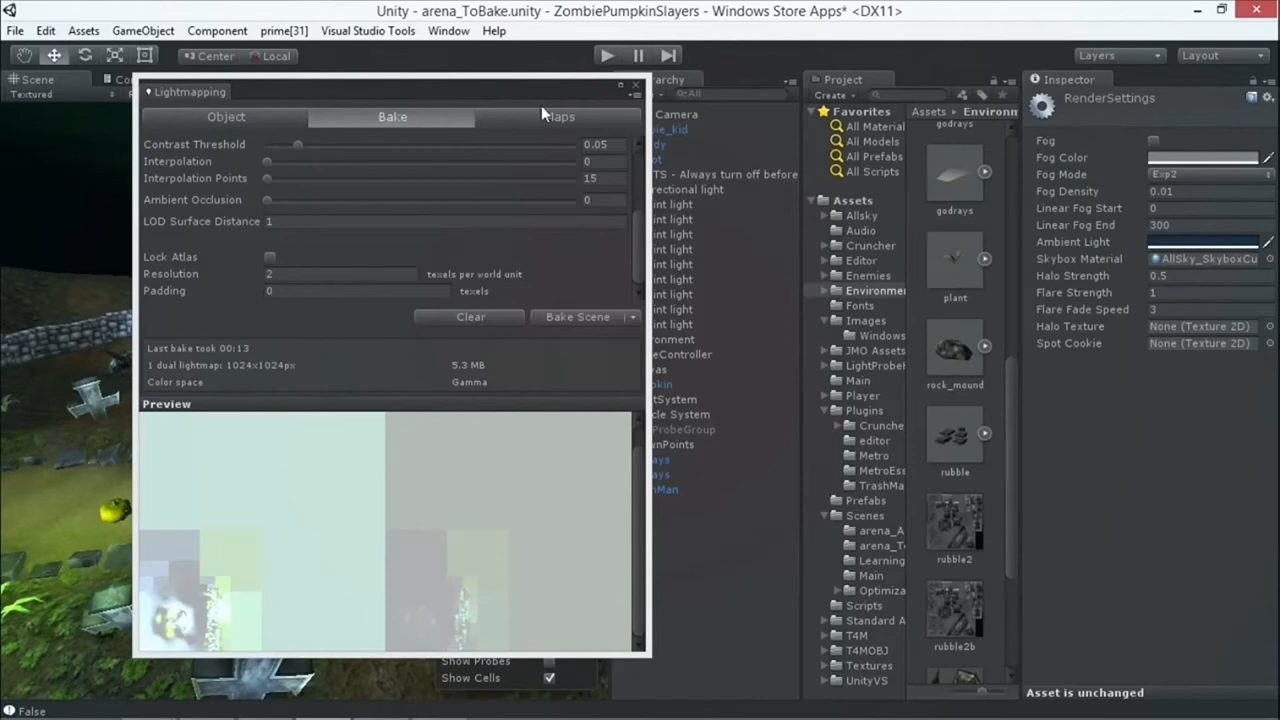 Unity - arena_ToBake.unity - ZombiePumpkinSlayers - Windows Store Apps* <DX11>
File Edit Assets GameObject Component prime[31] Visual Studio Tools Window Help
Center Local Layers Layout
Scene
Textured
Lightmapping
Object Bake
Contrast Threshold 0.05
Interpolation 0
Interpolation Points 15
Ambient Occlusion 0
LOD Surface Distance 1
Lock Atlas
Resolution 2 texels per world unit
Padding 0 texels
Clear Bake Scene
Last bake took 00:13
1 dual lightmap: 1024x1024px 5.3 MB
Color space Gamma
Preview
Show Probes
Show Cells
All
Camera
TS - Always turn off before
rectional light
int light
int light
int light
int light
int light
int light
int light
int light
int light
Controller
System
cle System
ProbeGroup
wnPoints
Project
Create
Favorites
All Material
All Models
All Prefabs
All Scripts
Assets
Allsky
Audio
Cruncher
Editor
Enemies
Environme
Fonts
Images
Windows
JMO Assets
LightProbe
Main
Player
Plugins
Crunche
editor
Metro
MetroEss
TrashMa
Prefabs
Scenes
arena_A
arena_T
Learning
Main
Optimiza
Scripts
Standard A
T4M
T4MOBJ
Textures
UnityVS
Assets Environm
godrays
godrays
plant
rock_mound
rubble
rubble2
rubble2b
Inspector
RenderSettings
Fog
Fog Color
Fog Mode Exp2
Fog Density 0.01
Linear Fog Start 0
Linear Fog End 300
Ambient Light
Skybox Material AllSky_SkyboxCu
Halo Strength 0.5
Flare Strength 1
Flare Fade Speed 3
Halo Texture None (Texture 2D)
Spot Cookie None (Texture 2D)
Asset is unchanged
False